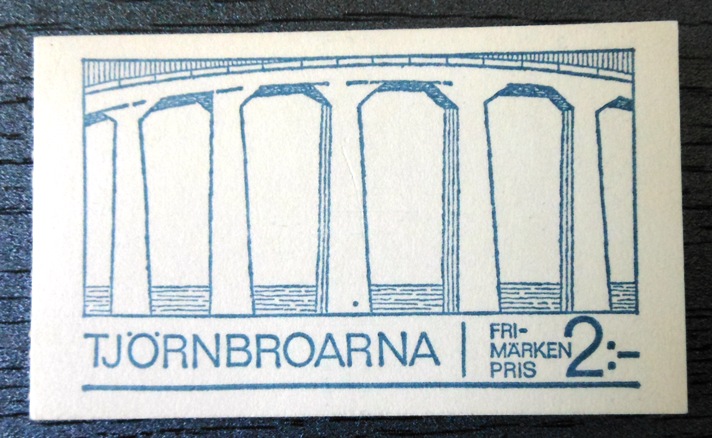 TJÖRNBROARNA
FRI-
MÄRKEN
PRIS
2:-